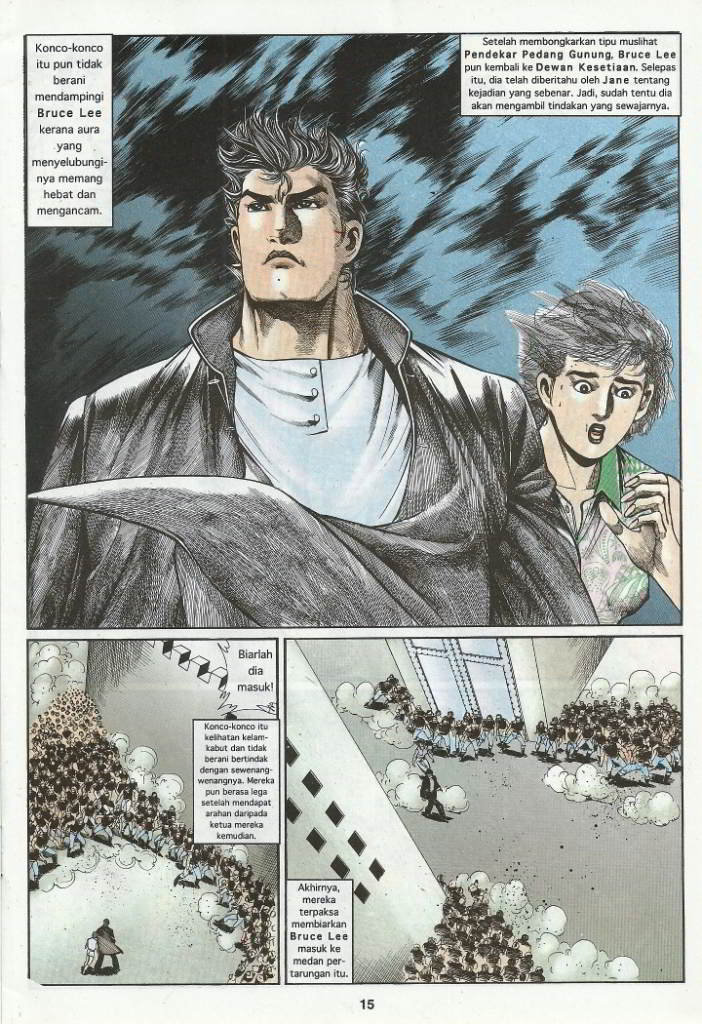 Konco-konco
itu pun tidak
berani
mendampingi
Bruce Lee
kerana aura
yang
menyelubungi-
nya memang
hebat dan
mengancam.
Setelah membongkarkan tipu muslihat
Pendekar Pedang Gunung, Bruce Lee
pun kembali ke Dewan Kesetiaan. Selepas
itu, dia telah diberitahu oleh Jane tentang
kejadian yang sebenar. Jadi, sudah tentu dia
akan mengambil tindakan yang sewajarnya.
Biarlah
dia
masuk!
Konco-konco itu
kelihatan kelam-
kabut dan tidak
berani bertindak
dengan sewenang-
wenangnya. Mereka
pun berasa lega
setelah mendapat
arahan daripada
ketua mereka
kemudian.
Akhirnya,
mereka
terpaksa
membiarkan
Bruce Lee
masuk ke
medan per-
tarungan itu.
15